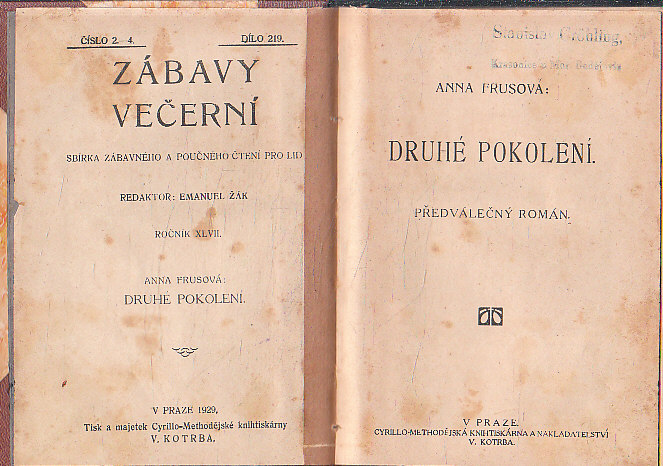 ČÍSLO 2.–4.
DÍLO 219.
ZÁBAVY
VEČERNÍ
SBÍRKA ZÁBAVNÉHO A POUČNÉHO ČTENÍ PRO LID
REDAKTOR: EMANUEL ŽÁK
ROČNÍK XLVII.
ANNA FRUSOVÁ:
DRUHÉ POKOLENÍ.
V PRAZE 1929.
Tisk a majetek Cyrillo-Methodějské knihtiskárny
V. KOTRBA.
ANNA FRUSOVÁ:
DRUHÉ POKOLENÍ.
PŘEDVÁLEČNÝ ROMÁN.
V PRAZE.
CYRILLO-METHODĚJSKÁ KNIHTISKÁRNA A NAKLADATELSTVÍ
V. KOTRBA.